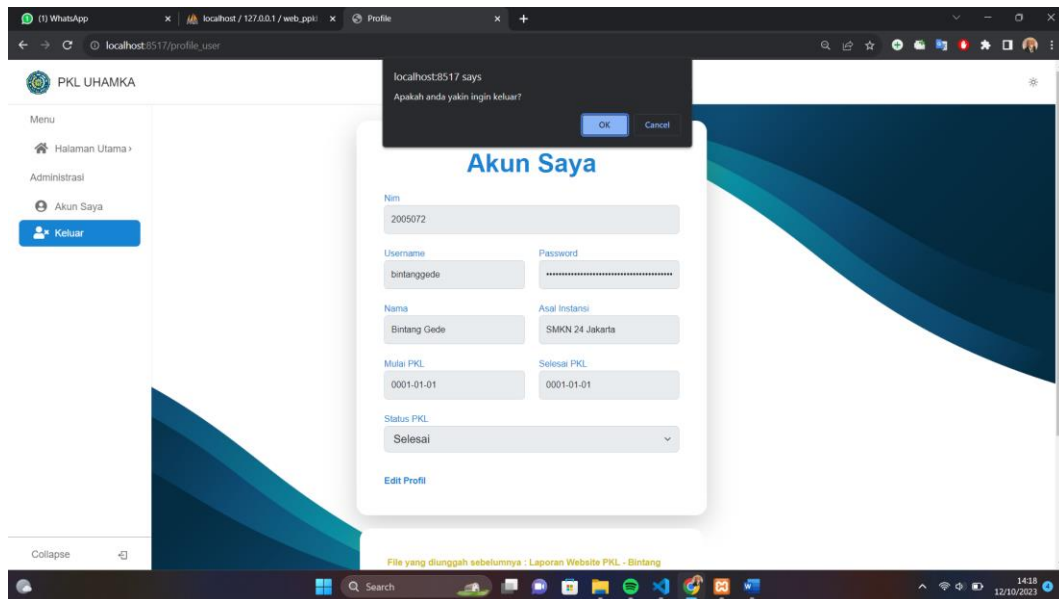 (1) WhatsApp
localhost / 127.0.0.1 / web_ppkl
Profile
localhost:8517/profile_user
PKL UHAMKA
localhost:8517 says
Apakah anda yakin ingin keluar?
OK
Cancel
Menu
Halaman Utama
Administrasi
Akun Saya
Keluar
Akun Saya
Nim
2005072
Username
Password
bintanggede
Nama
Asal Instansi
Bintang Gede
SMKN 24 Jakarta
Mulai PKL
Selesai PKL
0001-01-01
0001-01-01
Status PKL
Selesai
Edit Profil
File yang diunggah sebelumnya : Laporan Website PKL - Bintang
Collapse
Search
14:18
12/10/2023